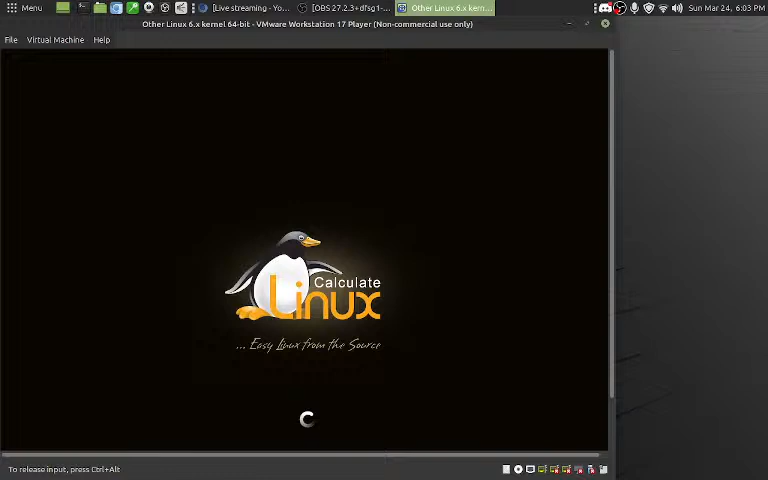 Menu
[Live streaming - Yo...
[OBS 27.2.3+dfsg1-...
Other Linux 6.x kern...
Sun Mar 24, 6:03 PM
Other Linux 6.x kernel 64-bit - VMware Workstation 17 Player (Non-commercial use only)
File Virtual Machine Help
Calculate
Linux
... Easy Linux from the Source
To release input, press Ctrl+Alt